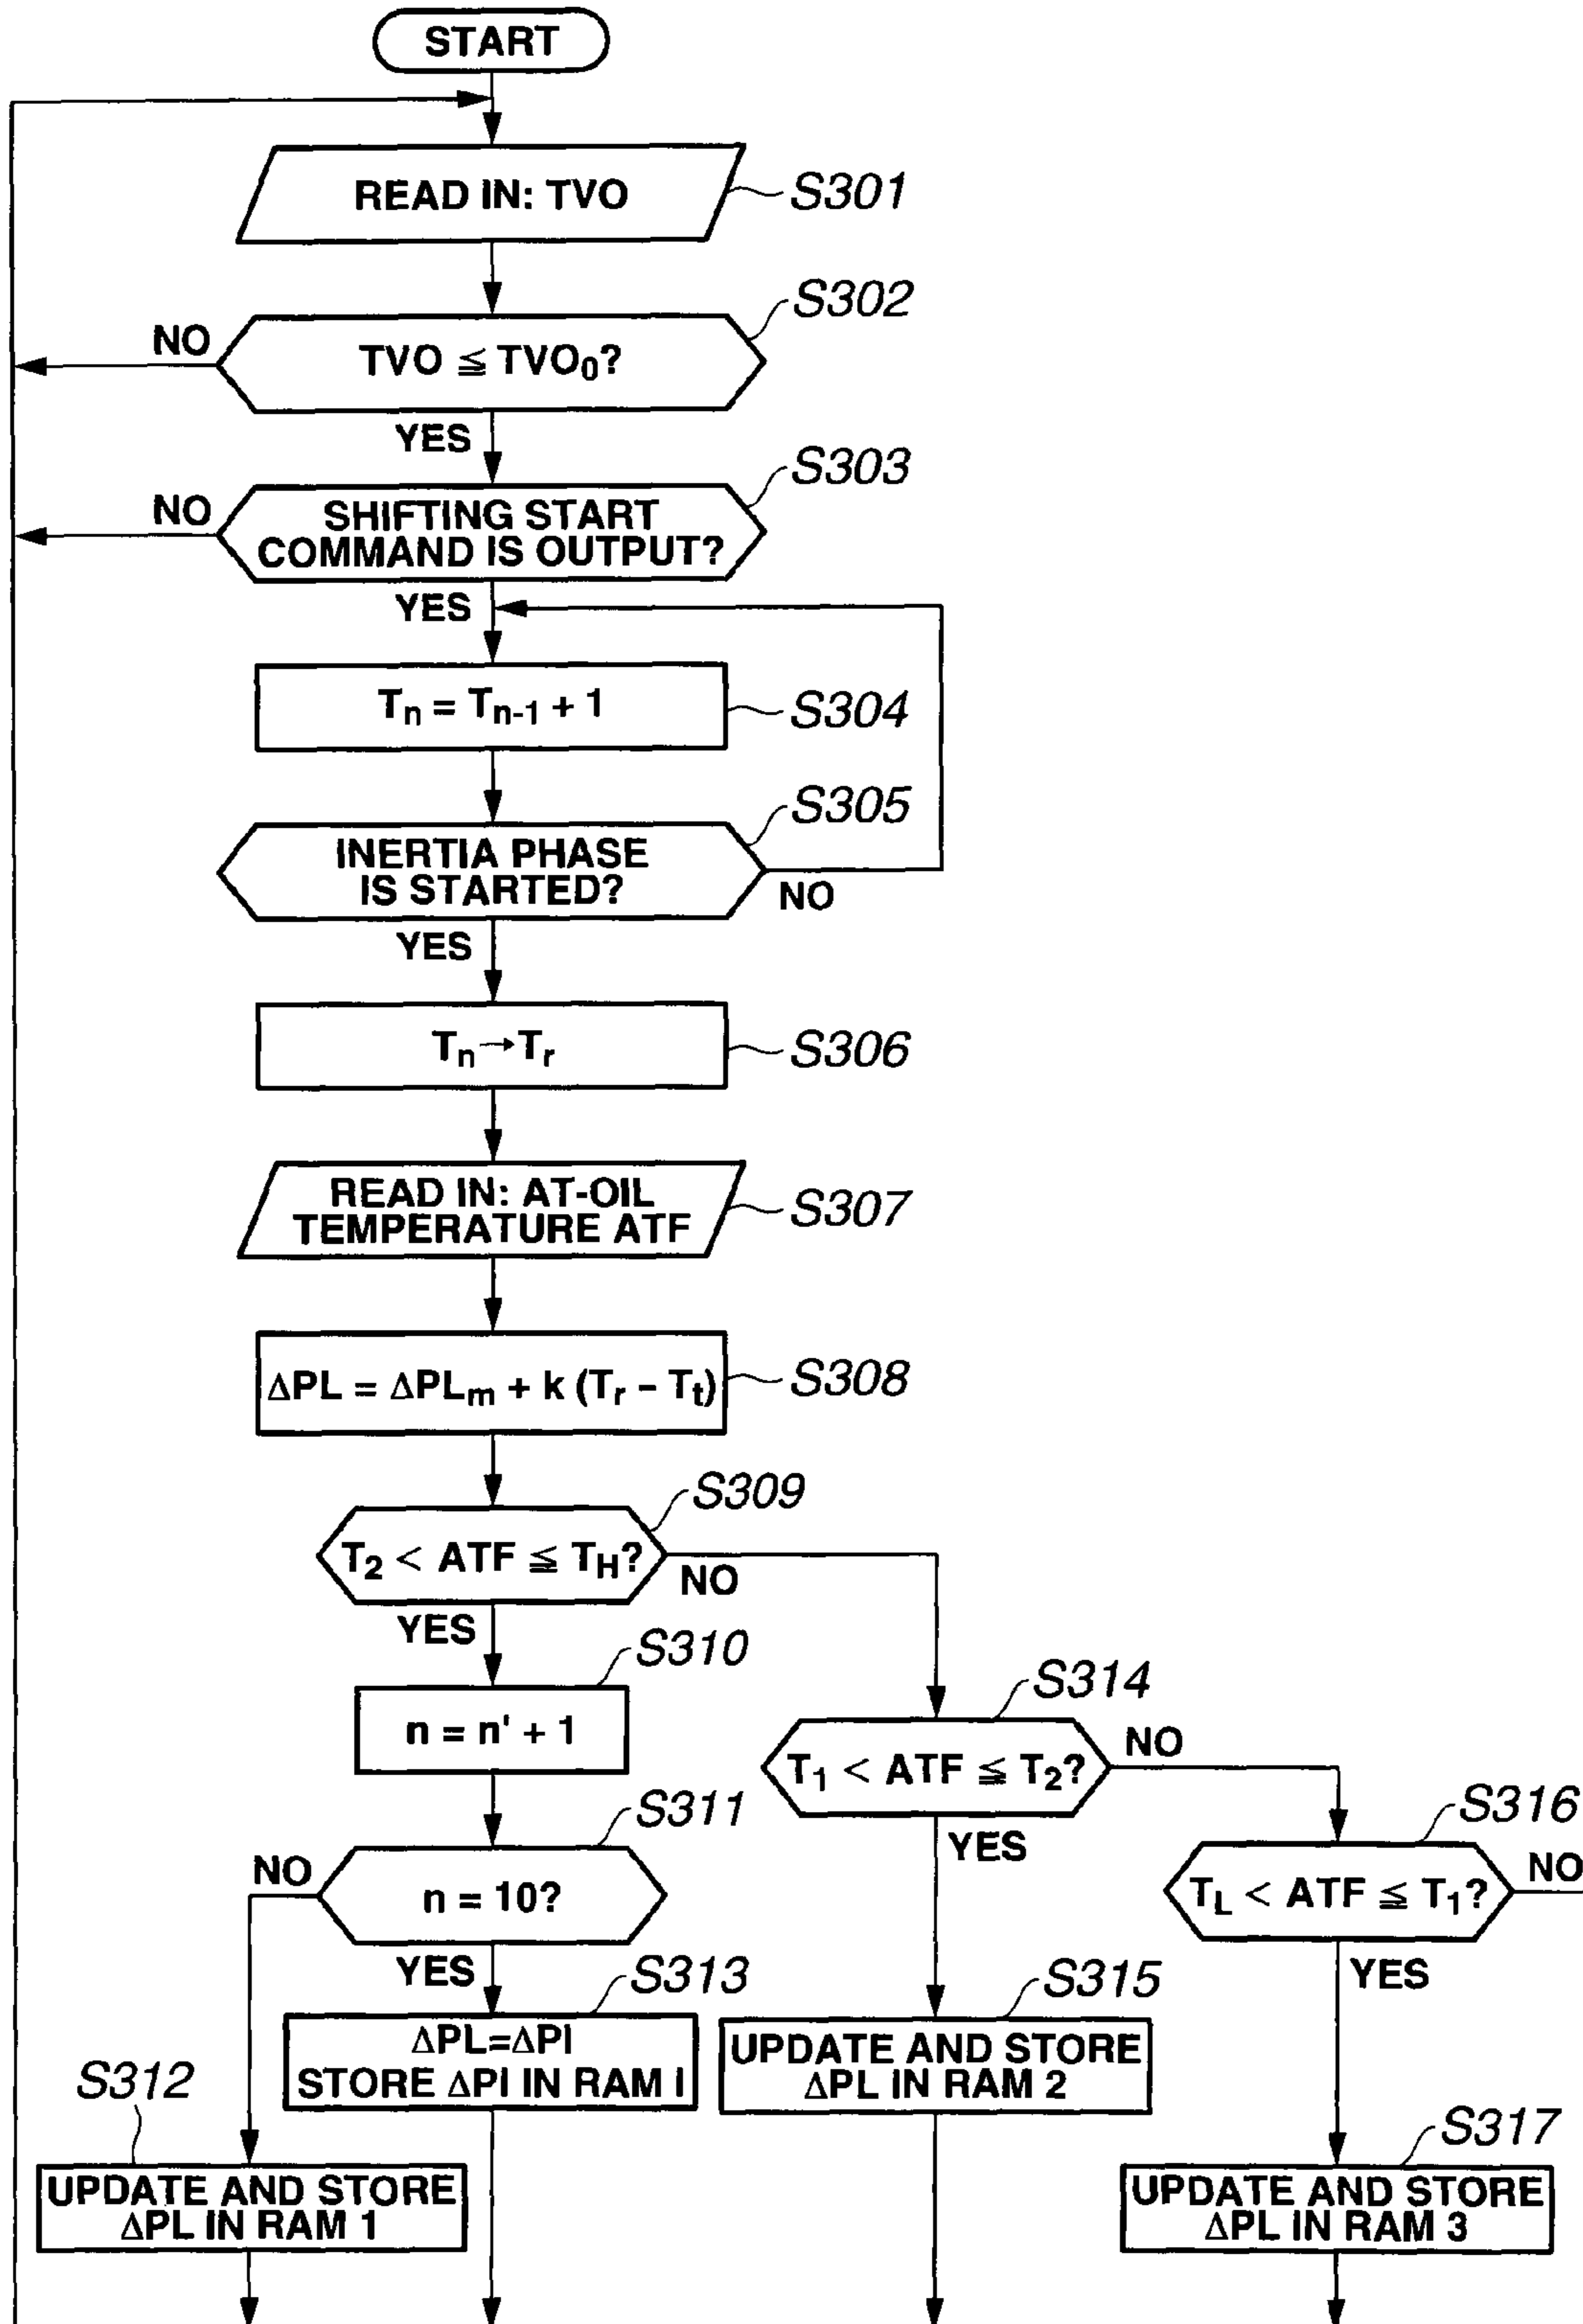 START
READ IN: TVO
S301
S302
NO
TVO ≦ TVO₀?
YES
S303
NO
SHIFTING START
COMMAND IS OUTPUT?
YES
Tₙ = Tₙ₋₁ + 1
S304
S305
INERTIA PHASE
IS STARTED?
NO
YES
Tₙ→Tᵣ
S306
READ IN: AT-OIL
TEMPERATURE ATF
S307
ΔPL = ΔPLₘ + k (Tᵣ – Tₜ)
S308
S309
T₂ < ATF ≦ T_H?
NO
YES
S310
n = n' + 1
S314
T₁ < ATF ≦ T₂?
NO
YES
S311
NO
n = 10?
YES
S316
T_L < ATF ≦ T₁?
NO
YES
S313
ΔPL=ΔPI
STORE ΔPI IN RAM I
S315
UPDATE AND STORE
ΔPL IN RAM 2
S312
UPDATE AND STORE
ΔPL IN RAM 1
S317
UPDATE AND STORE
ΔPL IN RAM 3